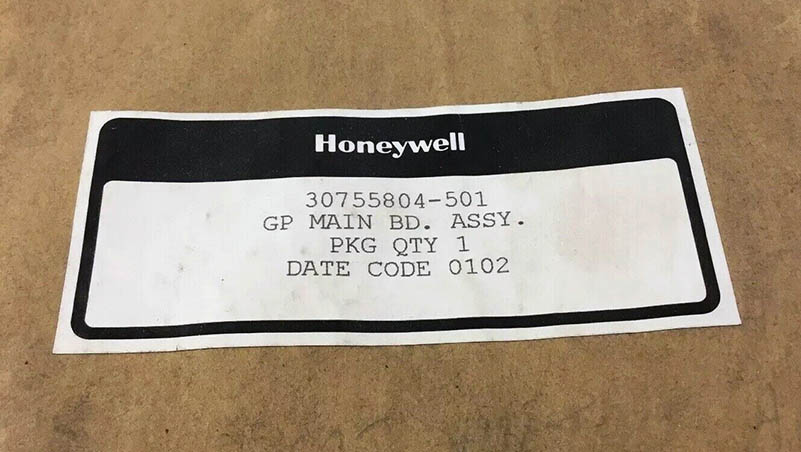 Honeywell
30755804-501
GP MAIN BD. ASSY.
PKG QTY 1
DATE CODE 0102